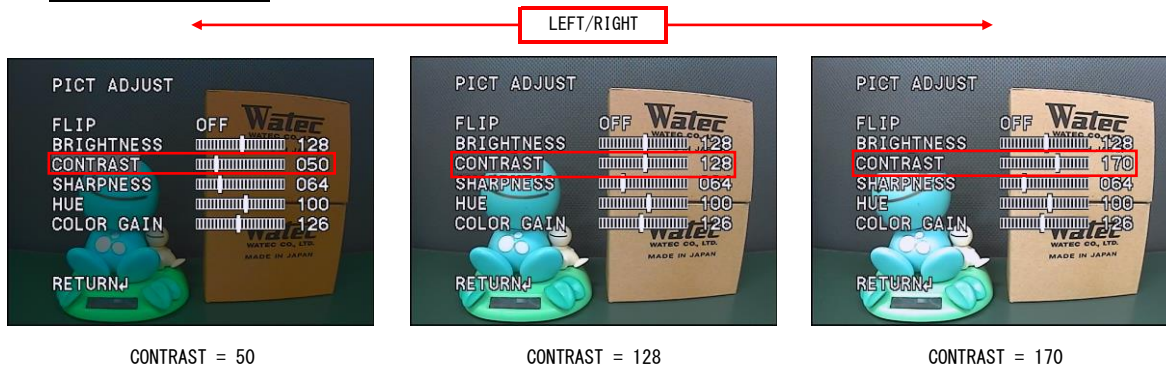 LEFT/RIGHT
PICT ADJUST
FLIP OFF
BRIGHTNESS 128
CONTRAST 050
SHARPNESS 064
HUE 100
COLOR GAIN 126
RETURN↲
Watec
WATEC CO., LTD.
MADE IN JAPAN
CONTRAST = 50
PICT ADJUST
FLIP OFF
BRIGHTNESS 128
CONTRAST 128
SHARPNESS 064
HUE 100
COLOR GAIN 126
RETURN↲
Watec
WATEC CO., LTD.
MADE IN JAPAN
CONTRAST = 128
PICT ADJUST
FLIP OFF
BRIGHTNESS 128
CONTRAST 170
SHARPNESS 064
HUE 100
COLOR GAIN 126
RETURN↲
Watec
WATEC CO., LTD.
MADE IN JAPAN
CONTRAST = 170